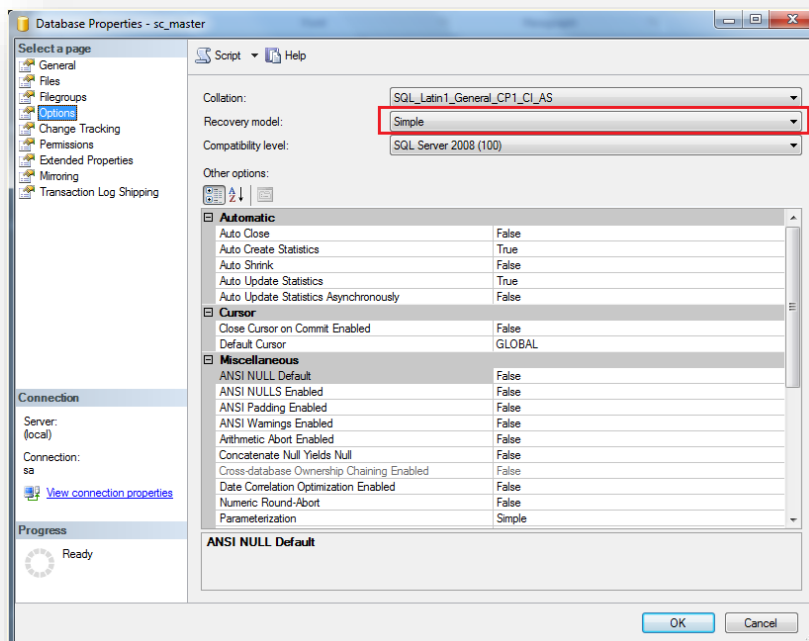 Database Properties - sc_master
Select a page
General
Files
Filegroups
Options
Change Tracking
Permissions
Extended Properties
Mirroring
Transaction Log Shipping
Connection
Server:
(local)
Connection:
sa
View connection properties
Progress
Ready
Script Help
Collation: SQL_Latin1_General_CP1_CI_AS
Recovery model: Simple
Compatibility level: SQL Server 2008 (100)
Other options:
Automatic
Auto Close False
Auto Create Statistics True
Auto Shrink False
Auto Update Statistics True
Auto Update Statistics Asynchronously False
Cursor
Close Cursor on Commit Enabled False
Default Cursor GLOBAL
Miscellaneous
ANSI NULL Default False
ANSI NULLS Enabled False
ANSI Padding Enabled False
ANSI Warnings Enabled False
Arithmetic Abort Enabled False
Concatenate Null Yields Null False
Cross-database Ownership Chaining Enabled False
Date Correlation Optimization Enabled False
Numeric Round-Abort False
Parameterization Simple
ANSI NULL Default
OK Cancel